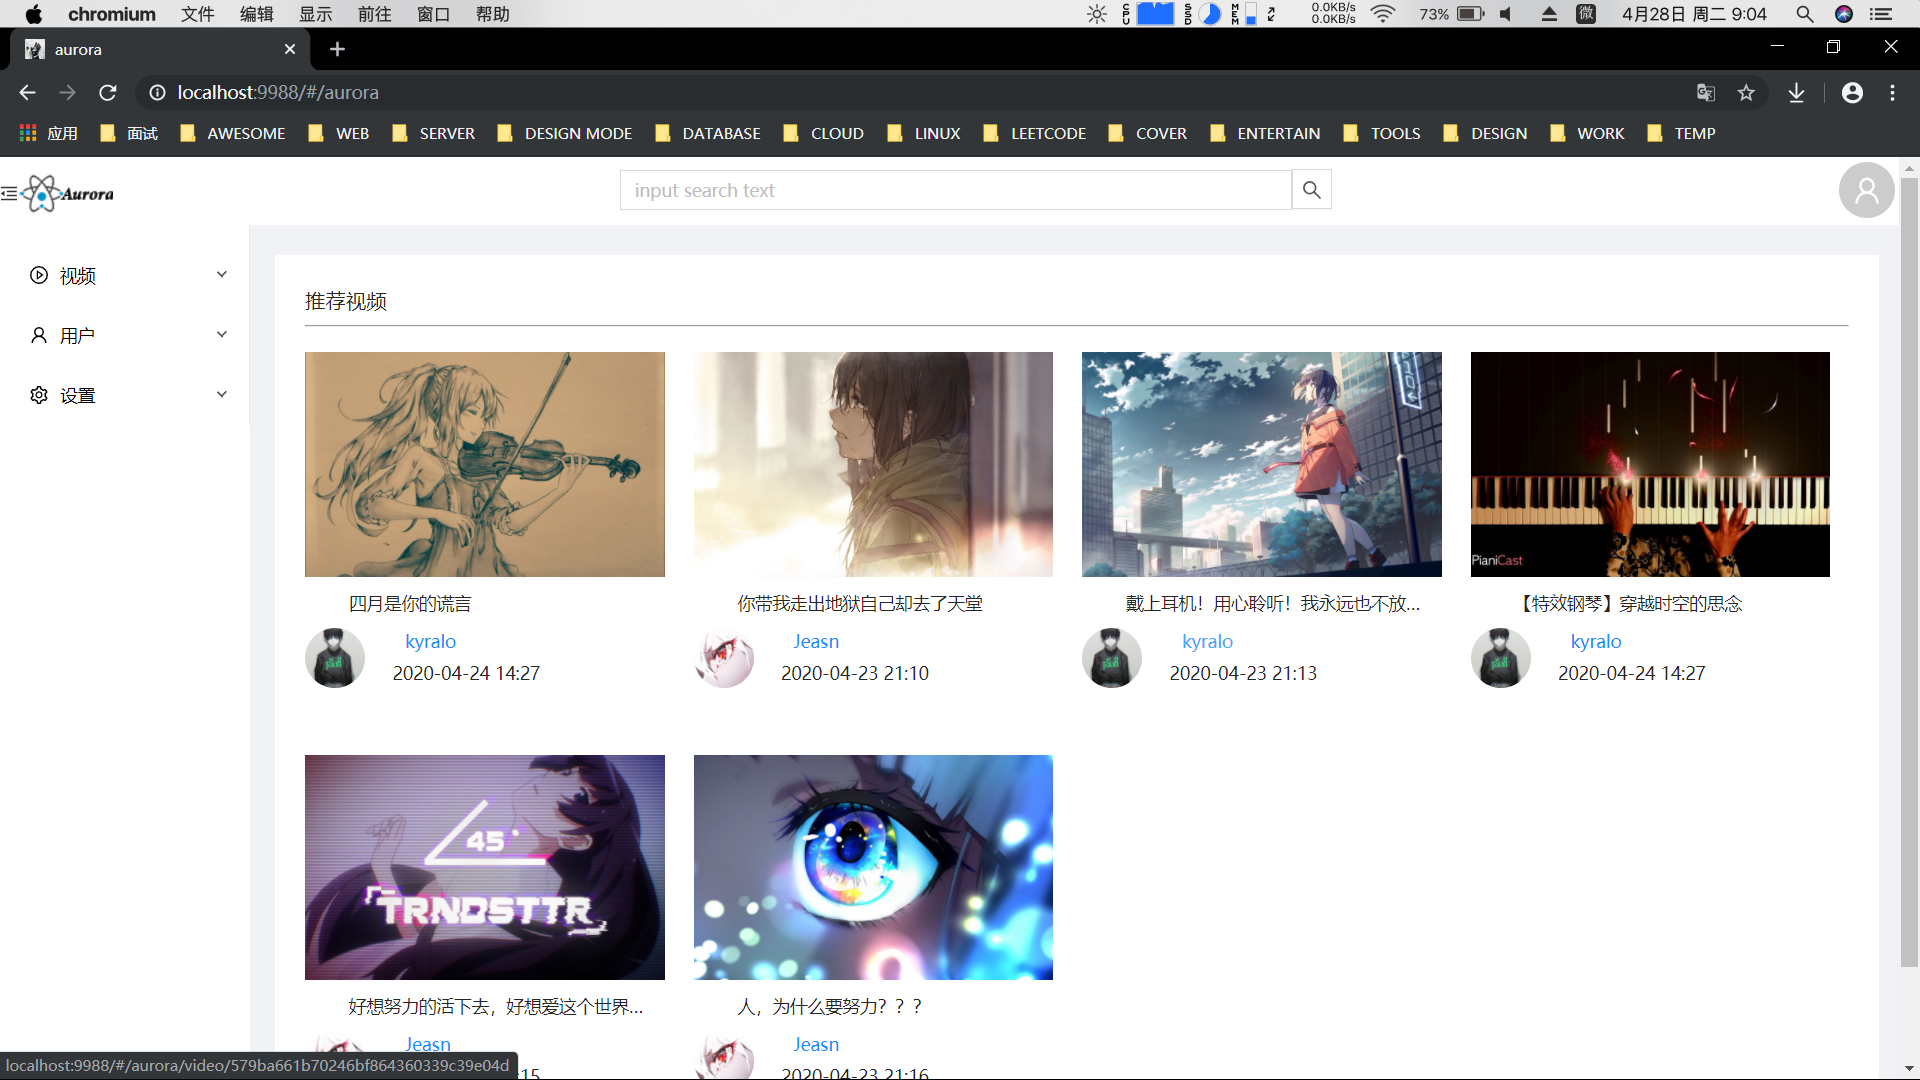 chromium 文件 编辑 显示 前往 窗口 帮助 CPU SSD MEM 0.0KB/s 0.0KB/s 73% 微 4月28日 周二 9:04
aurora
localhost:9988/#/aurora
应用 面试 AWESOME WEB SERVER DESIGN MODE DATABASE CLOUD LINUX LEETCODE COVER ENTERTAIN TOOLS DESIGN WORK TEMP
Aurora input search text
视频
用户
设置
推荐视频
PianiCast
四月是你的谎言 你带我走出地狱自己却去了天堂 戴上耳机！用心聆听！我永远也不放... 【特效钢琴】穿越时空的思念
kyralo Jeasn kyralo kyralo
2020-04-24 14:27 2020-04-23 21:10 2020-04-23 21:13 2020-04-24 14:27
45°
TRNDSTTR
好想努力的活下去，好想爱这个世界... 人，为什么要努力？？？
Jeasn Jeasn
:15 2020-04-23 21:16
localhost:9988/#/aurora/video/579ba661b70246bf864360339c39e04d